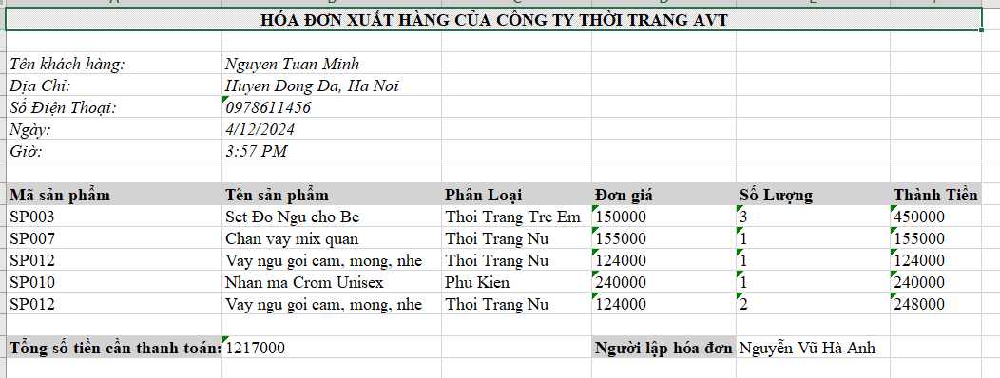 HÓA ĐƠN XUẤT HÀNG CỦA CÔNG TY THỜI TRANG AVT
Tên khách hàng: Nguyen Tuan Minh
Địa Chỉ: Huyen Dong Da, Ha Noi
Số Điện Thoại: 0978611456
Ngày: 4/12/2024
Giờ: 3:57 PM
Mã sản phẩm Tên sản phẩm Phân Loại Đơn giá Số Lượng Thành Tiền
SP003 Set Đo Ngu cho Be Thoi Trang Tre Em 150000 3 450000
SP007 Chan vay mix quan Thoi Trang Nu 155000 1 155000
SP012 Vay ngu goi cam, mong, nhe Thoi Trang Nu 124000 1 124000
SP010 Nhan ma Crom Unisex Phu Kien 240000 1 240000
SP012 Vay ngu goi cam, mong, nhe Thoi Trang Nu 124000 2 248000
Tổng số tiền cần thanh toán: 1217000 Người lập hóa đơn Nguyễn Vũ Hà Anh